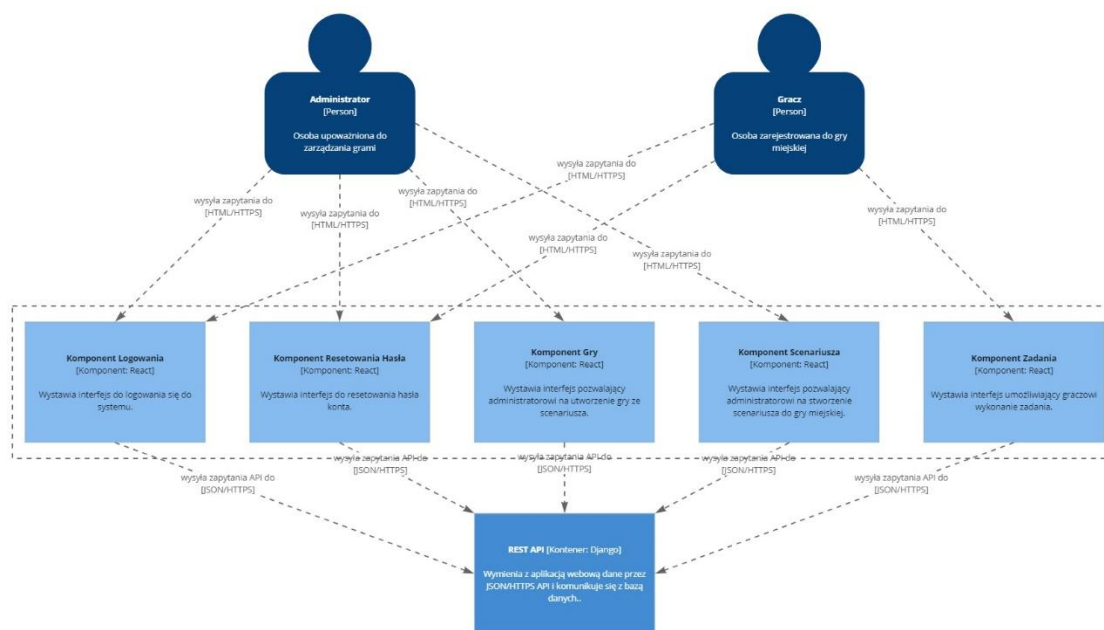 Administrator
[Person]
Osoba upoważniona do
zarządzania grami
Gracz
[Person]
Osoba zarejestrowana do gry
miejskiej
wysyła zapytania do
[HTML/HTTPS]
wysyła zapytania do
[HTML/HTTPS]
wysyła zapytania do
[HTML/HTTPS]
wysyła zapytania do
[HTML/HTTPS]
wysyła zapytania do
[HTML/HTTPS]
wysyła zapytania do
[HTML/HTTPS]
wysyła zapytania do
[HTML/HTTPS]
Komponent Logowania
[Komponent: React]
Wystawia interfejs do logowania się do
systemu.
Komponent Resetowania Hasła
[Komponent: React]
Wystawia interfejs do resetowania hasła
konta.
Komponent Gry
[Komponent: React]
Wystawia interfejs pozwalający
administratorowi na utworzenie gry ze
scenariusza.
Komponent Scenariusza
[Komponent: React]
Wystawia interfejs pozwalający
administratorowi na stworzenie
scenariusza do gry miejskiej.
Komponent Zadania
[Komponent: React]
Wystawia interfejs umożliwiający graczowi
wykonanie zadania.
wysyła zapytania API do
[JSON/HTTPS]
wysyła zapytania API do
[JSON/HTTPS]
wysyła zapytania API do
[JSON/HTTPS]
wysyła zapytania API do
[JSON/HTTPS]
wysyła zapytania API do
[JSON/HTTPS]
REST API [Kontener: Django]
Wymienia z aplikacją webową dane przez
JSON/HTTPS API i komunikuje się z bazą
danych..